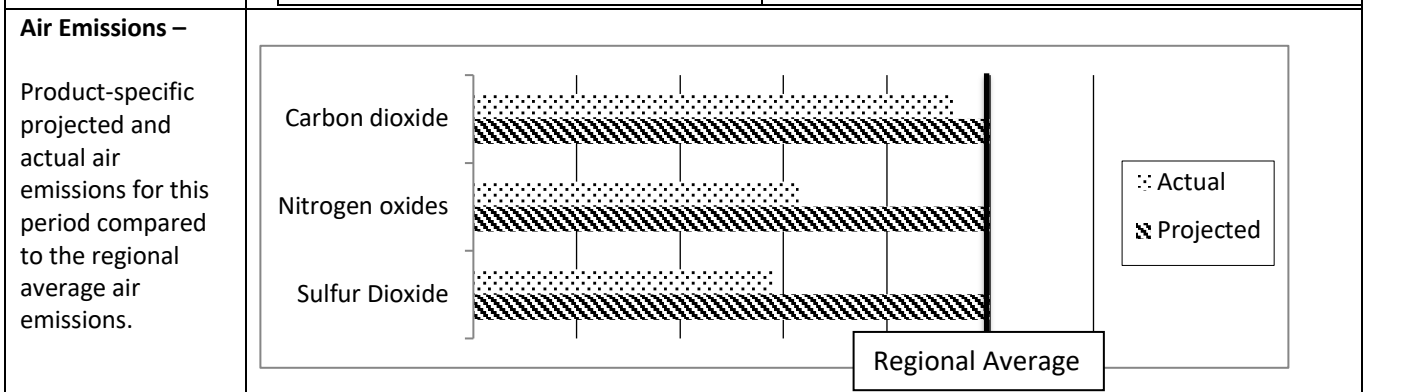 Air Emissions –
Product-specific
projected and
actual air
emissions for this
period compared
to the regional
average air
emissions.
Carbon dioxide
Nitrogen oxides
Sulfur Dioxide
Actual
Projected
Regional Average